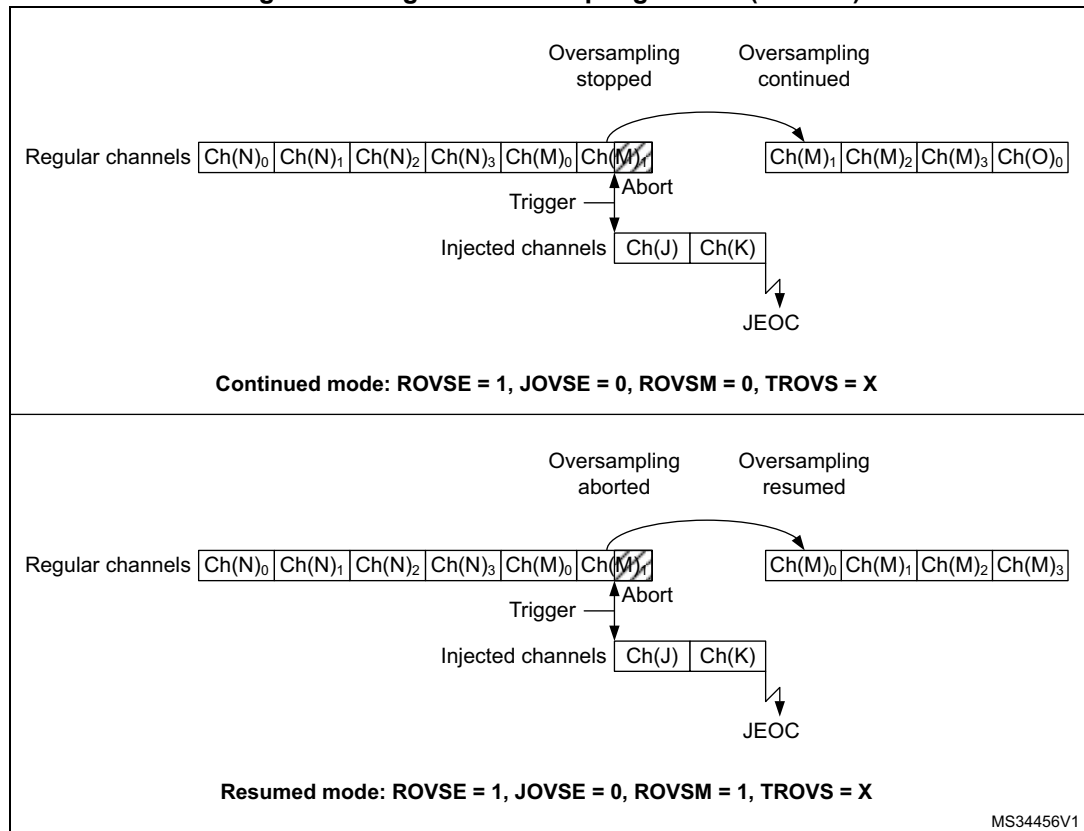 Oversampling stopped
Oversampling continued
Regular channels Ch(N)₀ Ch(N)₁ Ch(N)₂ Ch(N)₃ Ch(M)₀ Ch(M)₁ Ch(M)₁ Ch(M)₂ Ch(M)₃ Ch(O)₀
Abort
Trigger
Injected channels Ch(J) Ch(K)
JEOC
Continued mode: ROVSE = 1, JOVSE = 0, ROVSM = 0, TROVS = X
Oversampling aborted
Oversampling resumed
Regular channels Ch(N)₀ Ch(N)₁ Ch(N)₂ Ch(N)₃ Ch(M)₀ Ch(M)₁ Ch(M)₀ Ch(M)₁ Ch(M)₂ Ch(M)₃
Abort
Trigger
Injected channels Ch(J) Ch(K)
JEOC
Resumed mode: ROVSE = 1, JOVSE = 0, ROVSM = 1, TROVS = X
MS34456V1